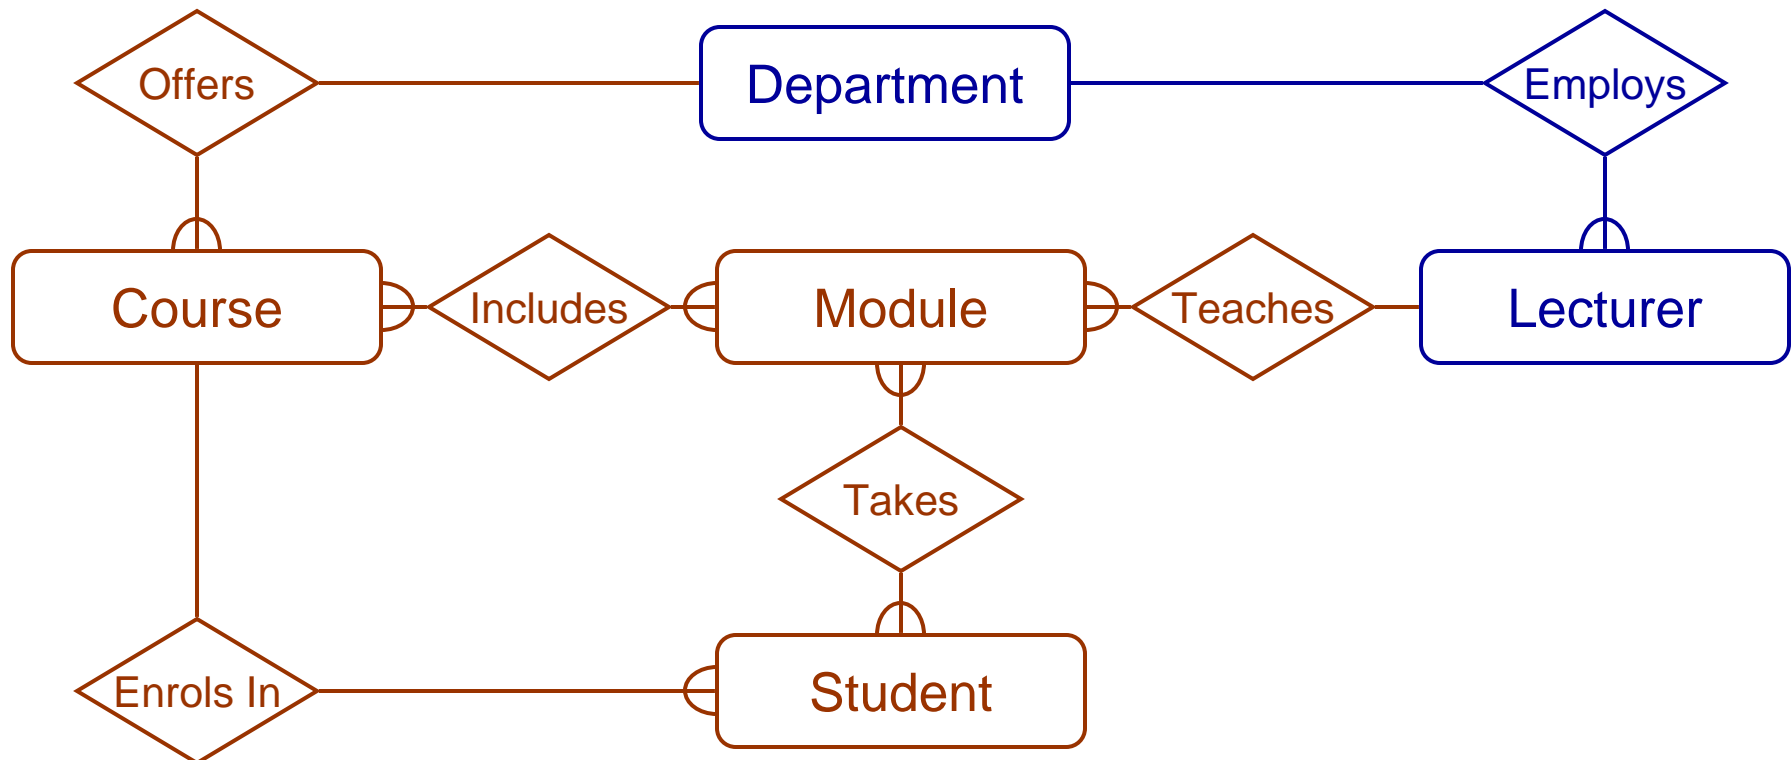 Offers
Department
Employs
Course
Includes
Module
Teaches
Lecturer
Takes
Enrols In
Student